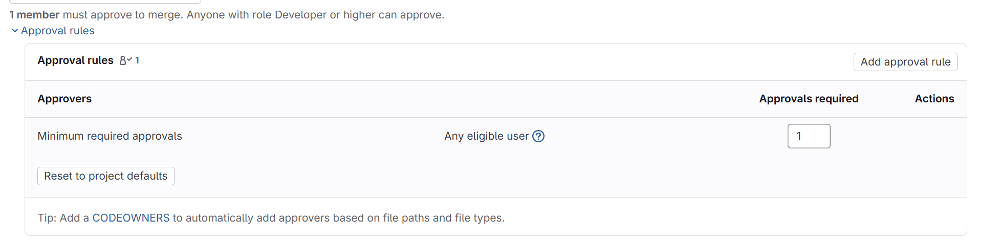 1 member must approve to merge. Anyone with role Developer or higher can approve.
Approval rules
Approval rules 1
Add approval rule
Approvers Approvals required Actions
Minimum required approvals Any eligible user ? 1
Reset to project defaults
Tip: Add a CODEOWNERS to automatically add approvers based on file paths and file types.